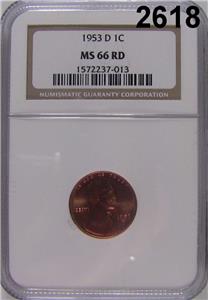 2618
1953 D 1C
MS 66 RD
NUMISMATIC GUARANTY CORPORATION
1572237-013